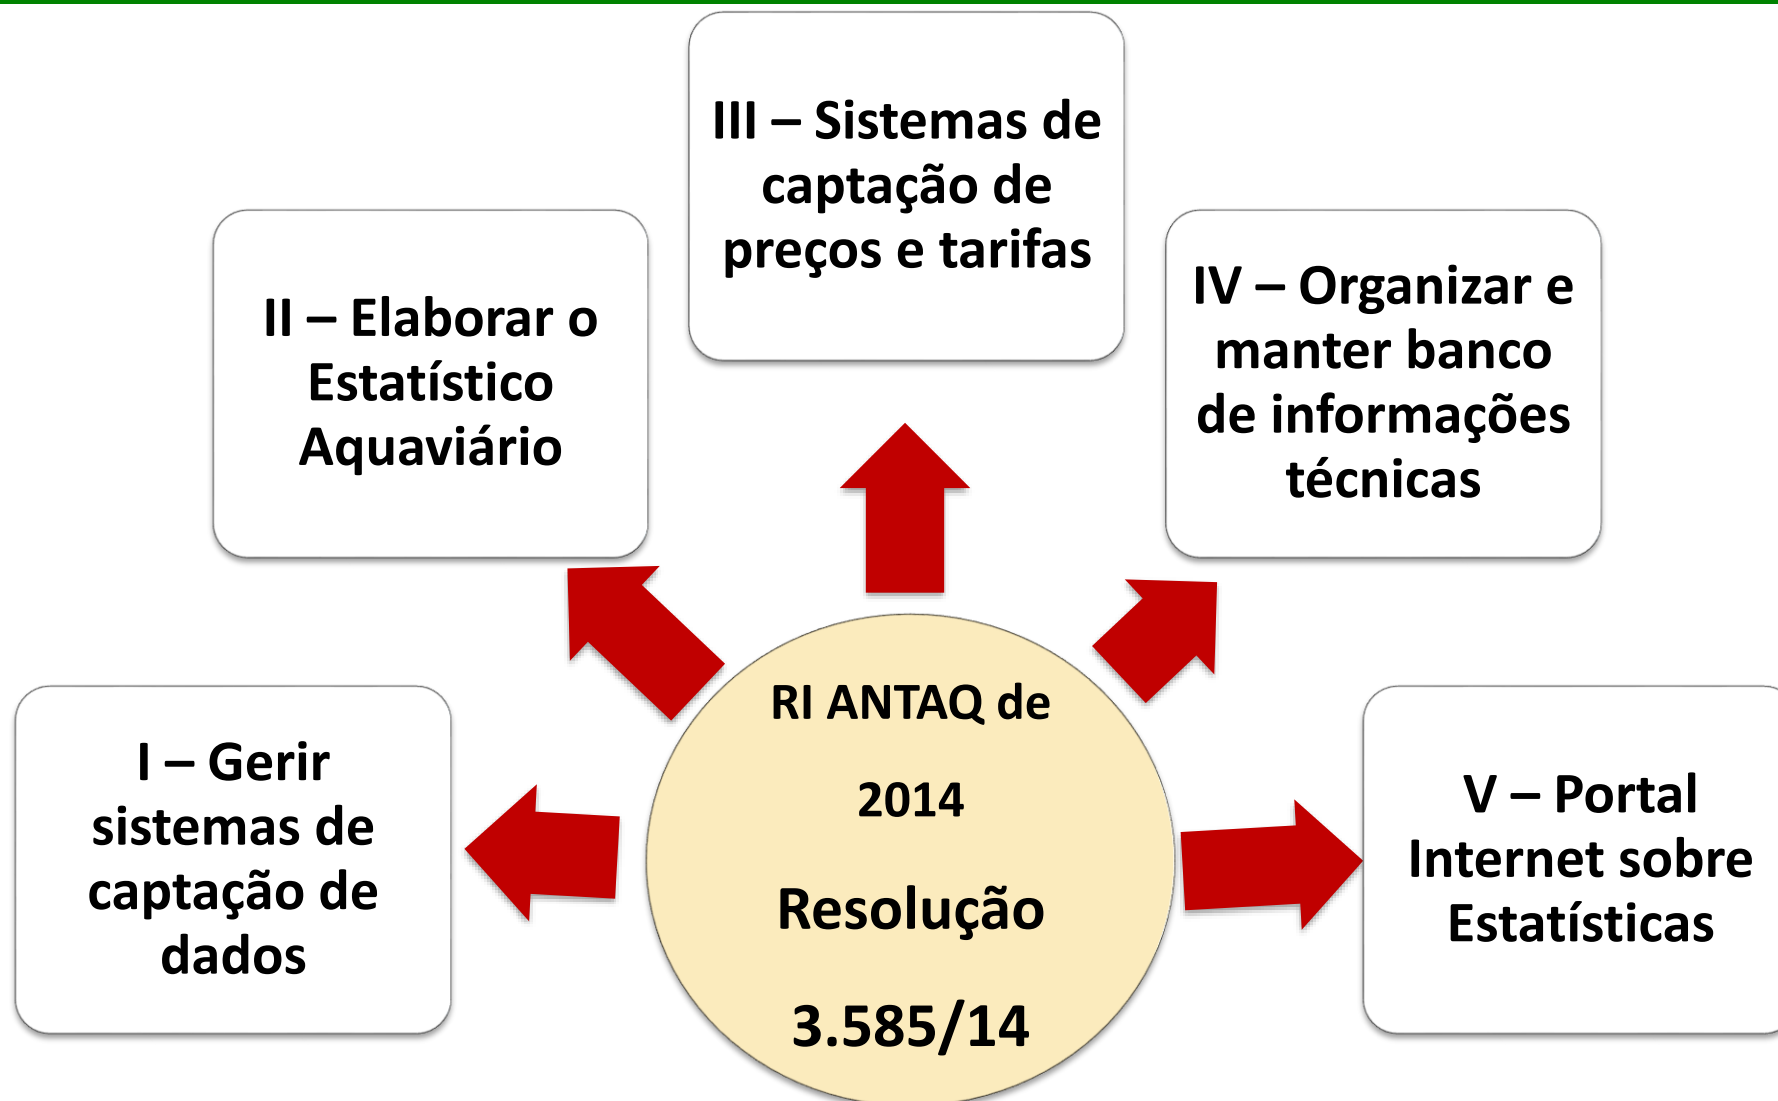 III – Sistemas de
captação de
preços e tarifas
II – Elaborar o
Estatístico
Aquaviário
IV – Organizar e
manter banco
de informações
técnicas
I – Gerir
sistemas de
captação de
dados
RI ANTAQ de
2014
Resolução
3.585/14
V – Portal
Internet sobre
Estatísticas